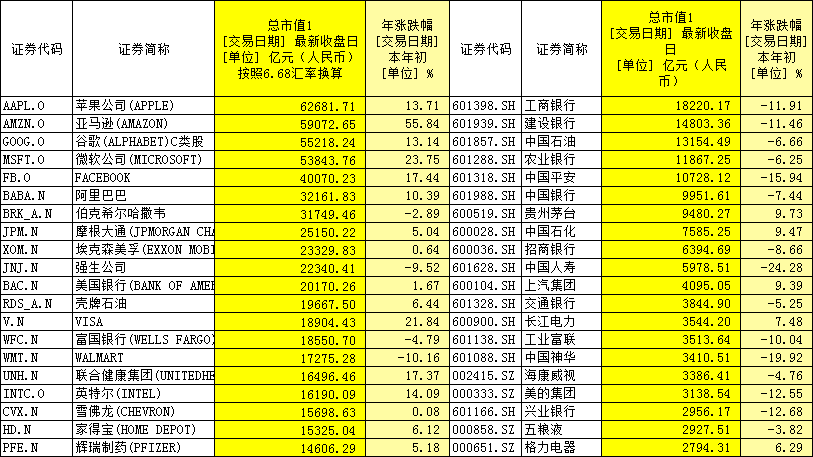 证券代码 证券简称 总市值1 [交易日期] 最新收盘日 [单位] 亿元（人民币） 按照6.68汇率换算 年涨跌幅 [交易日期] 本年初 [单位] % 证券代码 证券简称 总市值1 [交易日期] 最新收盘日 [单位] 亿元（人民币） 年涨跌幅 [交易日期] 本年初 [单位] %
AAPL.O 苹果公司(APPLE) 62681.71 13.71 601398.SH 工商银行 18220.17 -11.91
AMZN.O 亚马逊(AMAZON) 59072.65 55.84 601939.SH 建设银行 14803.36 -11.46
GOOG.O 谷歌(ALPHABET)C类股 55218.24 13.14 601857.SH 中国石油 13154.49 -6.66
MSFT.O 微软公司(MICROSOFT) 53843.76 23.75 601288.SH 农业银行 11867.25 -6.25
FB.O FACEBOOK 40070.23 17.44 601318.SH 中国平安 10728.12 -15.94
BABA.N 阿里巴巴 32161.83 10.39 601988.SH 中国银行 9951.61 -7.44
BRK_A.N 伯克希尔哈撒韦 31749.46 -2.89 600519.SH 贵州茅台 9480.27 9.73
JPM.N 摩根大通(JPMORGAN CHA 25150.22 5.04 600028.SH 中国石化 7585.25 9.47
XOM.N 埃克森美孚(EXXON MOBI 23329.83 0.64 600036.SH 招商银行 6394.69 -8.66
JNJ.N 强生公司 22340.41 -9.52 601628.SH 中国人寿 5978.51 -24.28
BAC.N 美国银行(BANK OF AMER 20170.26 1.67 600104.SH 上汽集团 4095.05 9.39
RDS_A.N 壳牌石油 19667.50 6.44 601328.SH 交通银行 3844.90 -5.25
V.N VISA 18904.43 21.84 600900.SH 长江电力 3544.20 7.48
WFC.N 富国银行(WELLS FARGO) 18550.70 -4.79 601138.SH 工业富联 3513.64 -10.04
WMT.N WALMART 17275.28 -10.16 601088.SH 中国神华 3410.51 -19.92
UNH.N 联合健康集团(UNITEDHE 16496.46 17.37 002415.SZ 海康威视 3386.41 -4.76
INTC.O 英特尔(INTEL) 16190.09 14.09 000333.SZ 美的集团 3138.54 -12.55
CVX.N 雪佛龙(CHEVRON) 15698.63 0.08 601166.SH 兴业银行 2956.17 -12.68
HD.N 家得宝(HOME DEPOT) 15325.04 6.12 000858.SZ 五粮液 2927.51 -3.82
PFE.N 辉瑞制药(PFIZER) 14606.29 5.18 000651.SZ 格力电器 2794.31 6.29